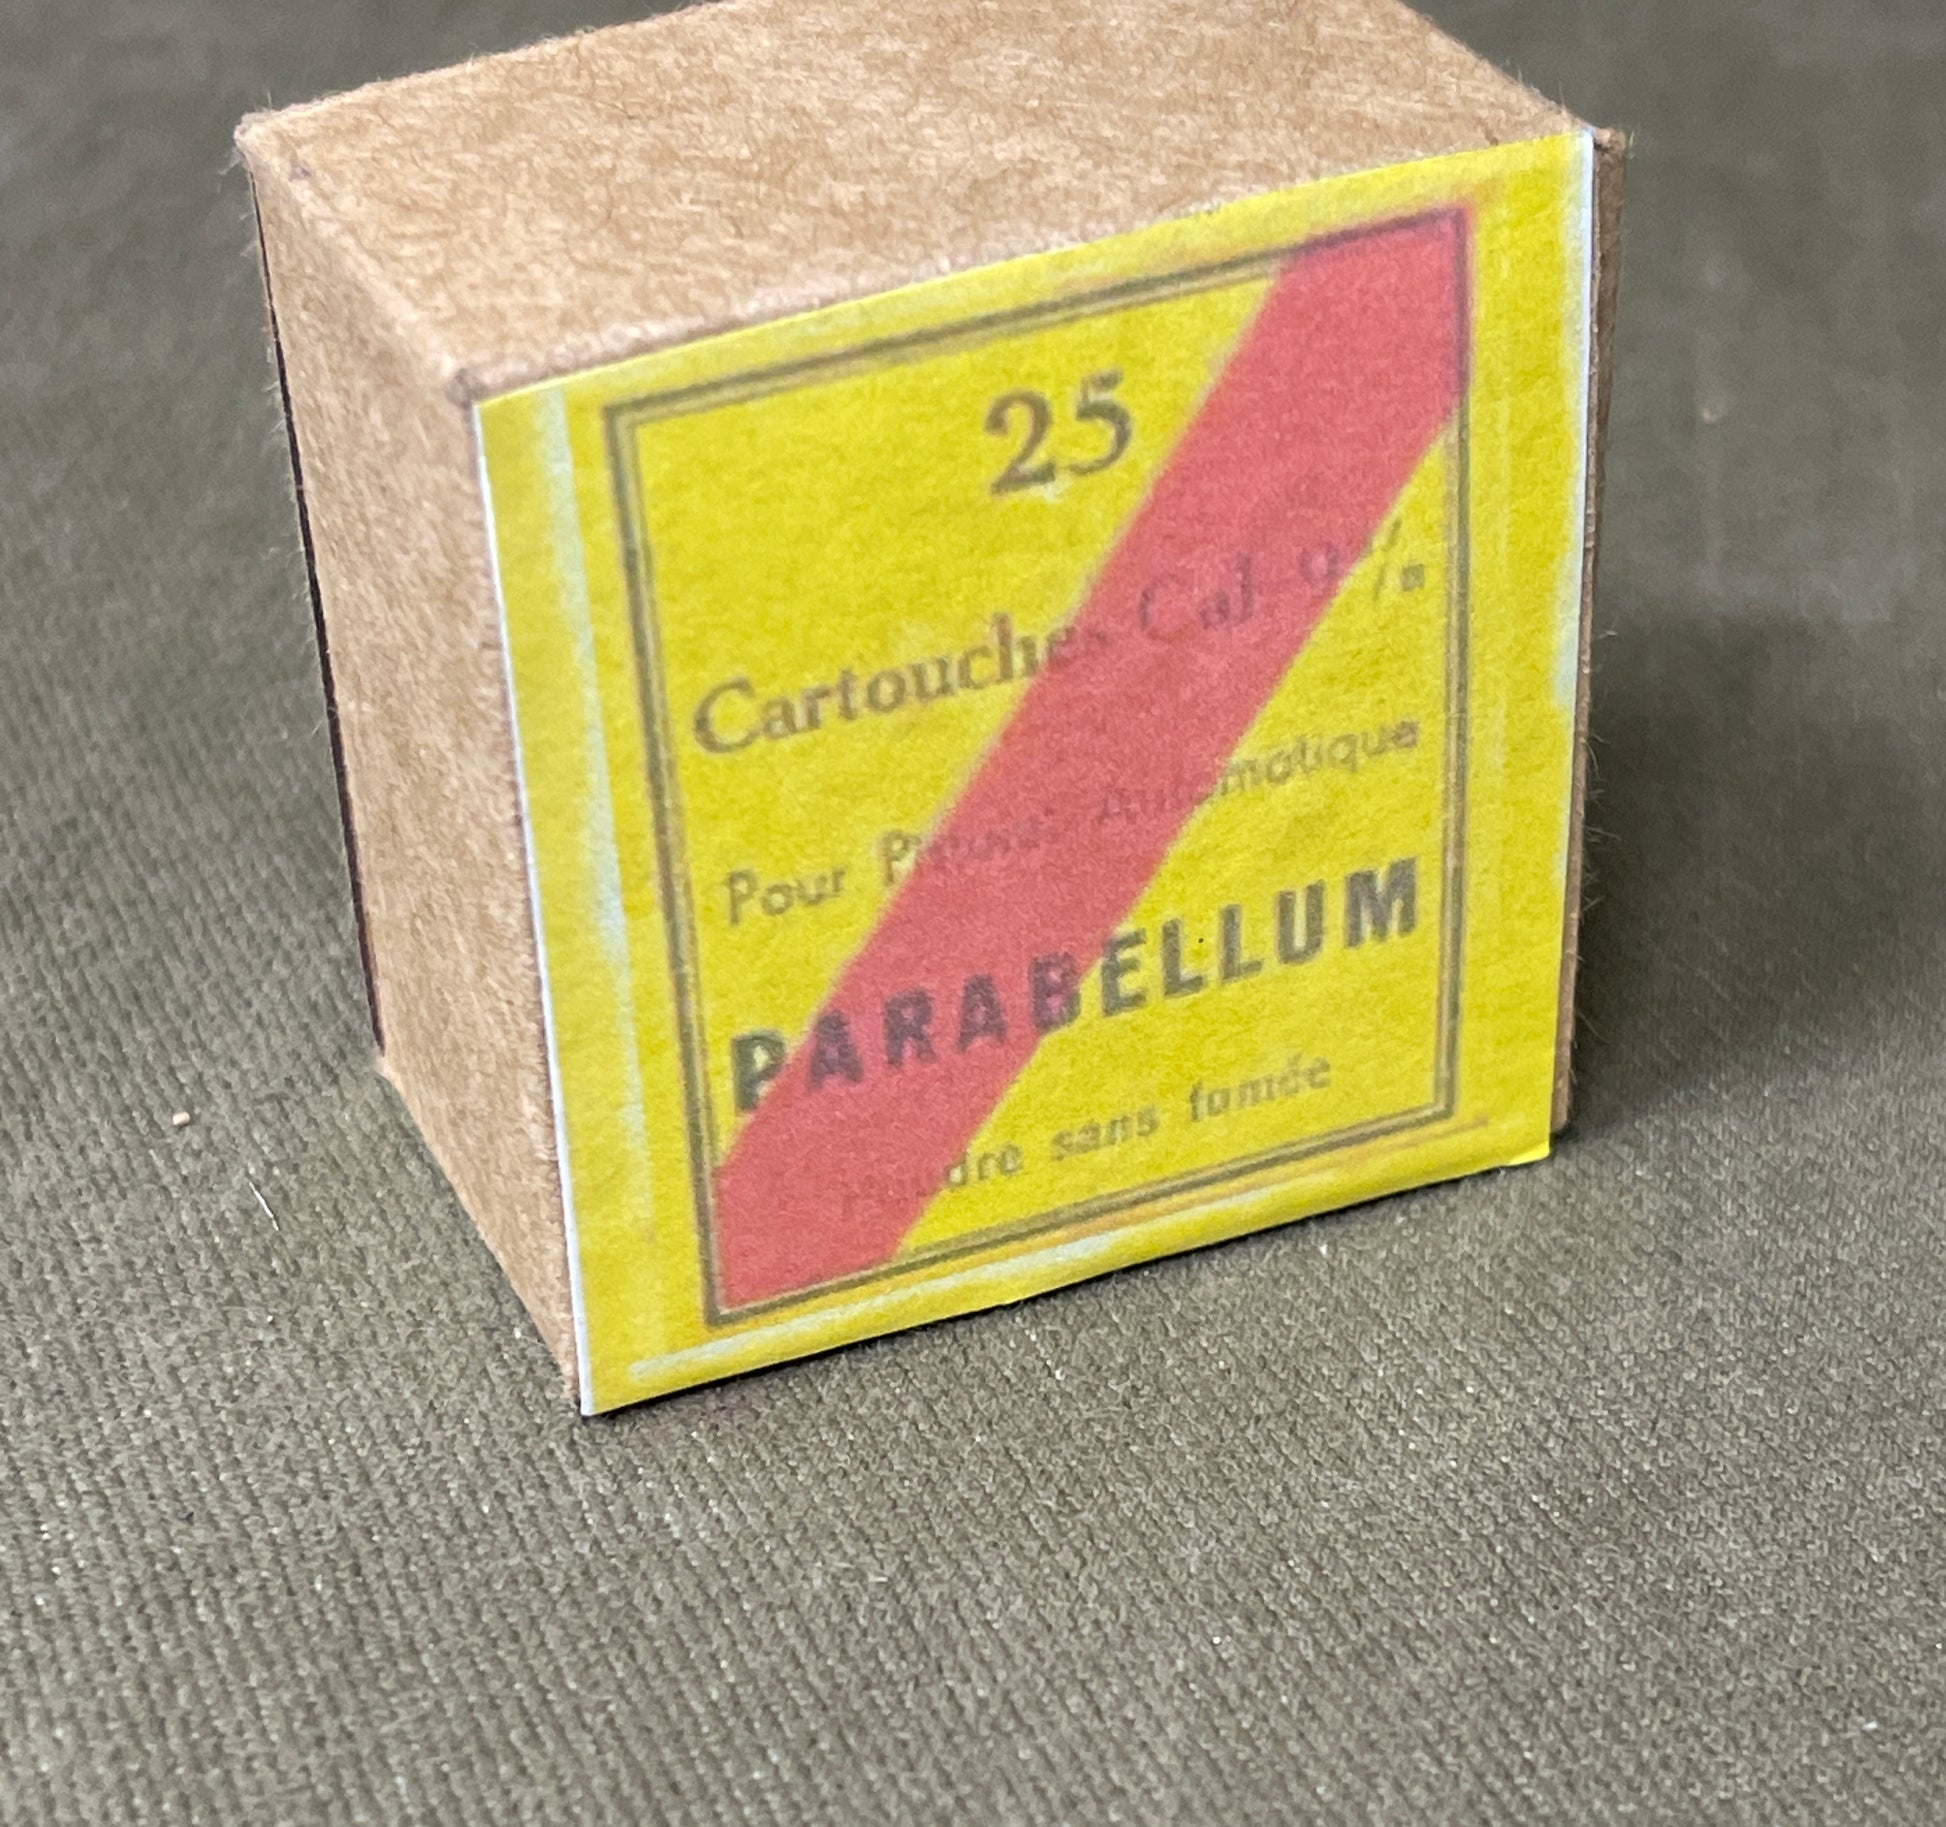 25
Cartouches Cal 9 m/m
Pour Pistolet Automatique
PARABELLUM
Poudre sans fumée